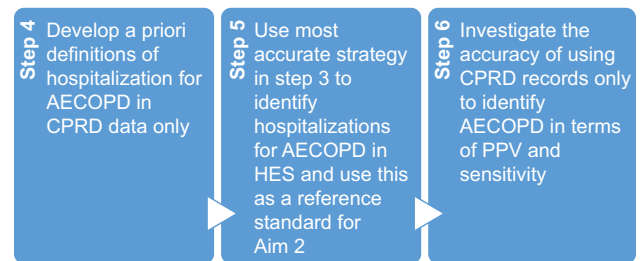 Step 4
Develop a priori
definitions of
hospitalization for
AECOPD in
CPRD data only
Step 5
Use most
accurate strategy
in step 3 to
identify
hospitalizations
for AECOPD in
HES and use this
as a reference
standard for
Aim 2
Step 6
Investigate the
accuracy of using
CPRD records only
to identify
AECOPD in terms
of PPV and
sensitivity